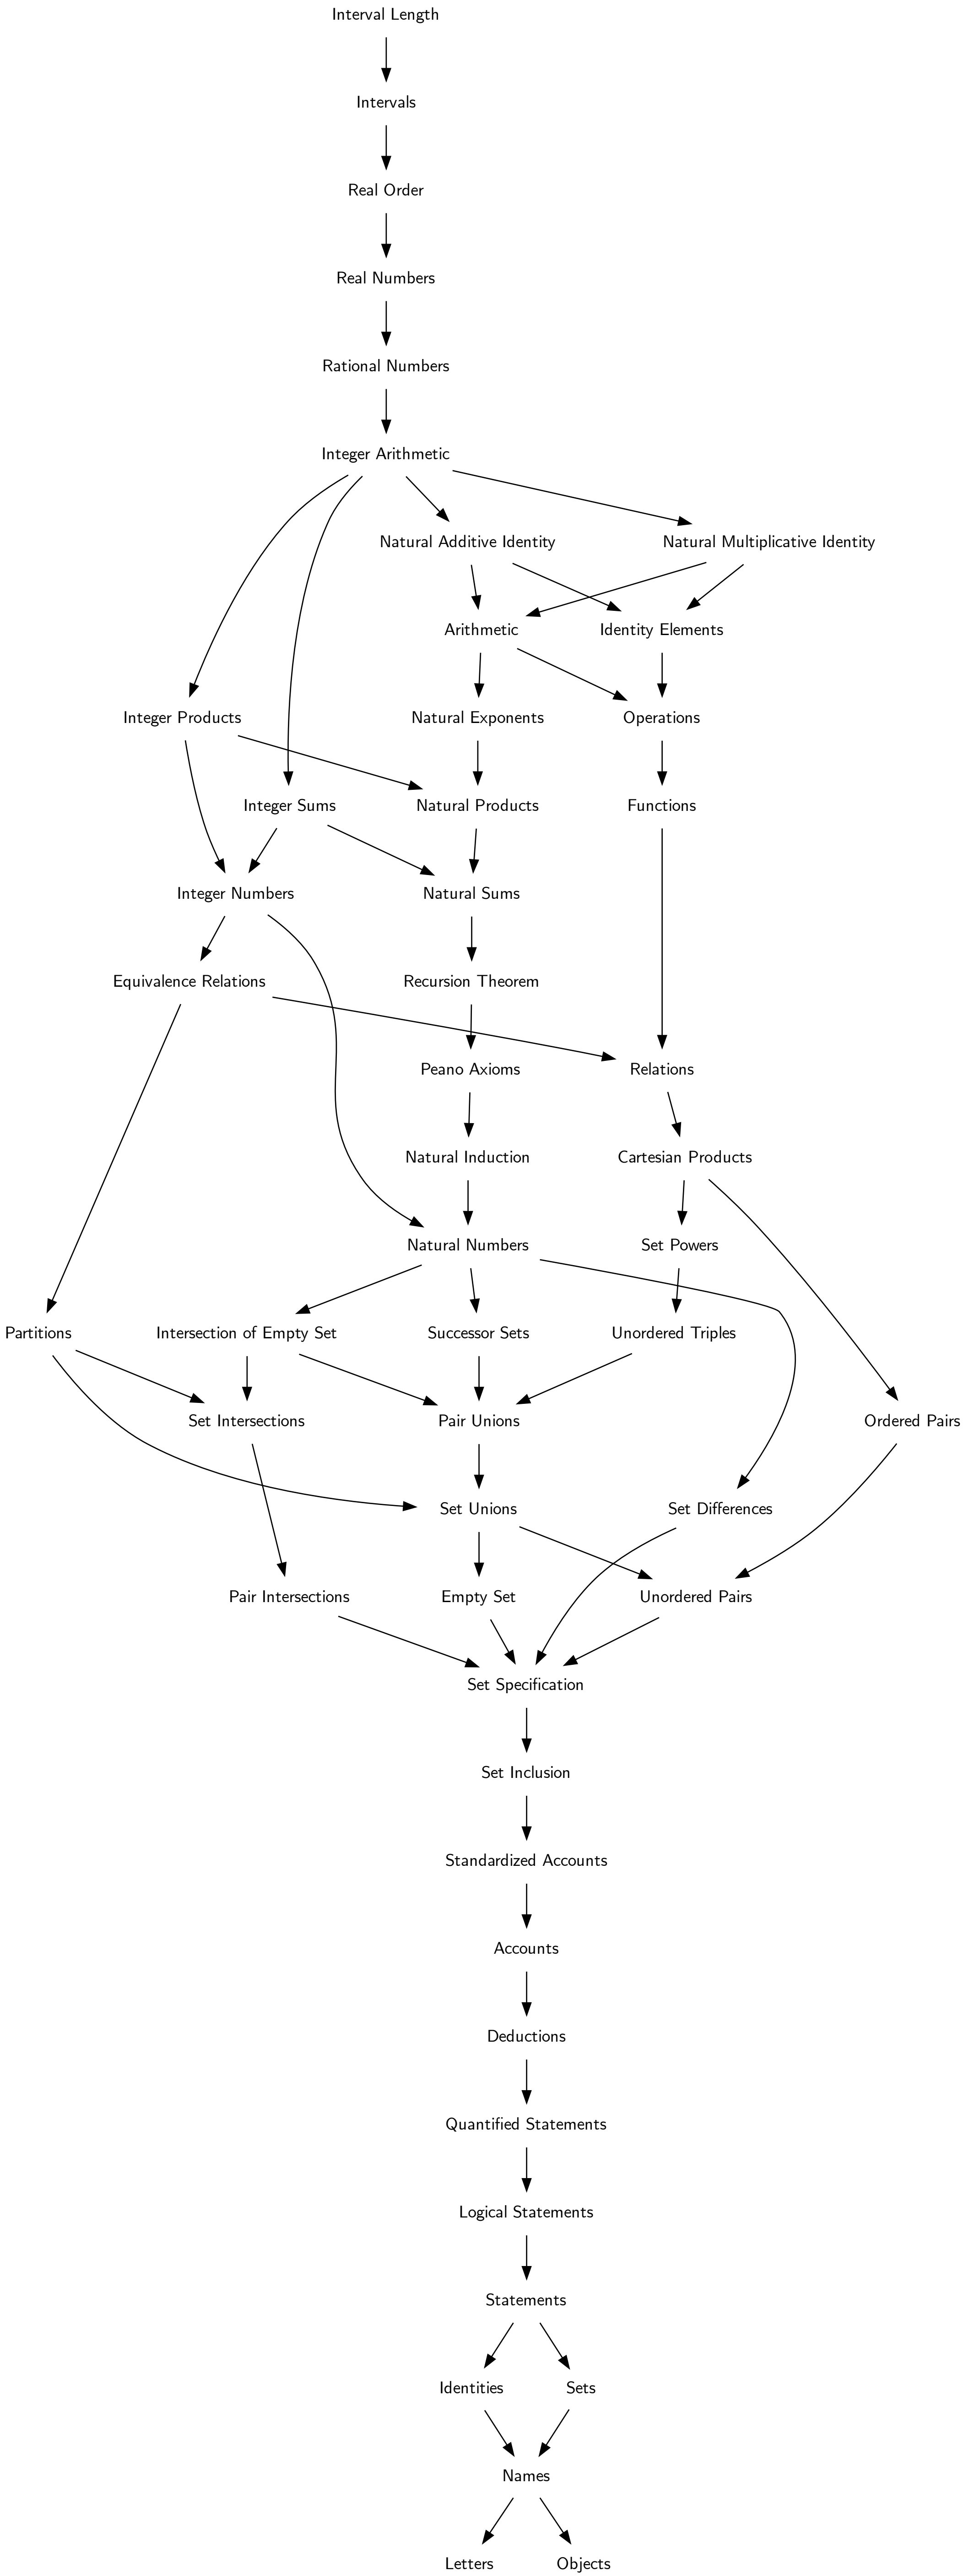 Interval Length
Intervals
Real Order
Real Numbers
Rational Numbers
Integer Arithmetic
Natural Additive Identity
Natural Multiplicative Identity
Arithmetic
Identity Elements
Integer Products
Natural Exponents
Operations
Integer Sums
Natural Products
Functions
Integer Numbers
Natural Sums
Equivalence Relations
Recursion Theorem
Peano Axioms
Relations
Natural Induction
Cartesian Products
Natural Numbers
Set Powers
Partitions
Intersection of Empty Set
Successor Sets
Unordered Triples
Set Intersections
Pair Unions
Ordered Pairs
Set Unions
Set Differences
Pair Intersections
Empty Set
Unordered Pairs
Set Specification
Set Inclusion
Standardized Accounts
Accounts
Deductions
Quantified Statements
Logical Statements
Statements
Identities
Sets
Names
Letters
Objects